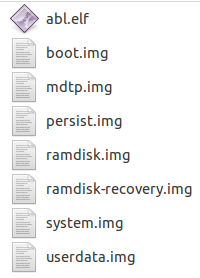 abl.elf
boot.img
mdtp.img
persist.img
ramdisk.img
ramdisk-recovery.img
system.img
userdata.img